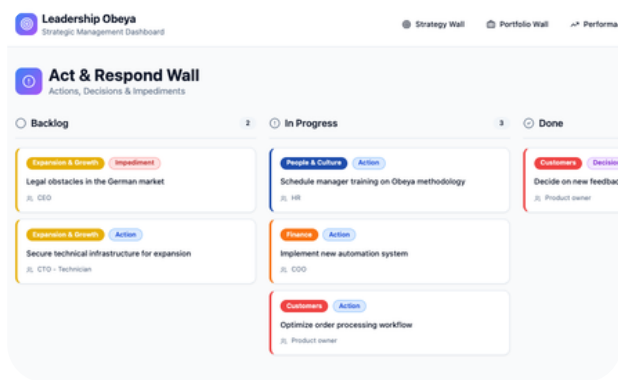 Leadership Obeya
Strategic Management Dashboard
Strategy Wall
Portfolio Wall
Performa
Act & Respond Wall
Actions, Decisions & Impediments
Backlog 2
Expansion & Growth Impediment
Legal obstacles in the German market
CEO
Expansion & Growth Action
Secure technical infrastructure for expansion
CTO - Technician
In Progress 3
People & Culture Action
Schedule manager training on Obeya methodology
HR
Finance Action
Implement new automation system
COO
Customers Action
Optimize order processing workflow
Product owner
Done
Customers Decisio
Decide on new feedbac
Product owner